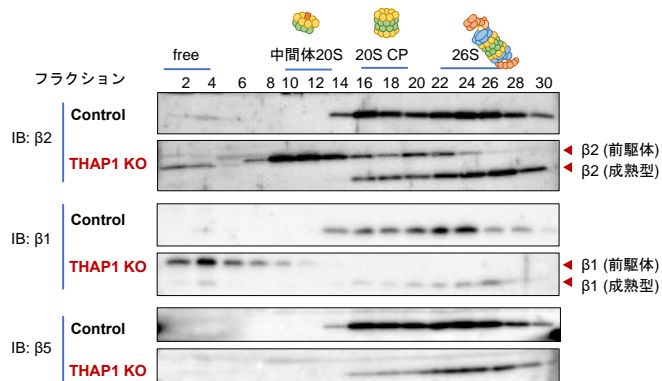 free 中間体20S 20S CP 26S
フラクション
2 4 6 8 10 12 14 16 18 20 22 24 26 28 30
IB: β2
Control
THAP1 KO
β2 (前駆体)
β2 (成熟型)
IB: β1
Control
THAP1 KO
β1 (前駆体)
β1 (成熟型)
IB: β5
Control
THAP1 KO